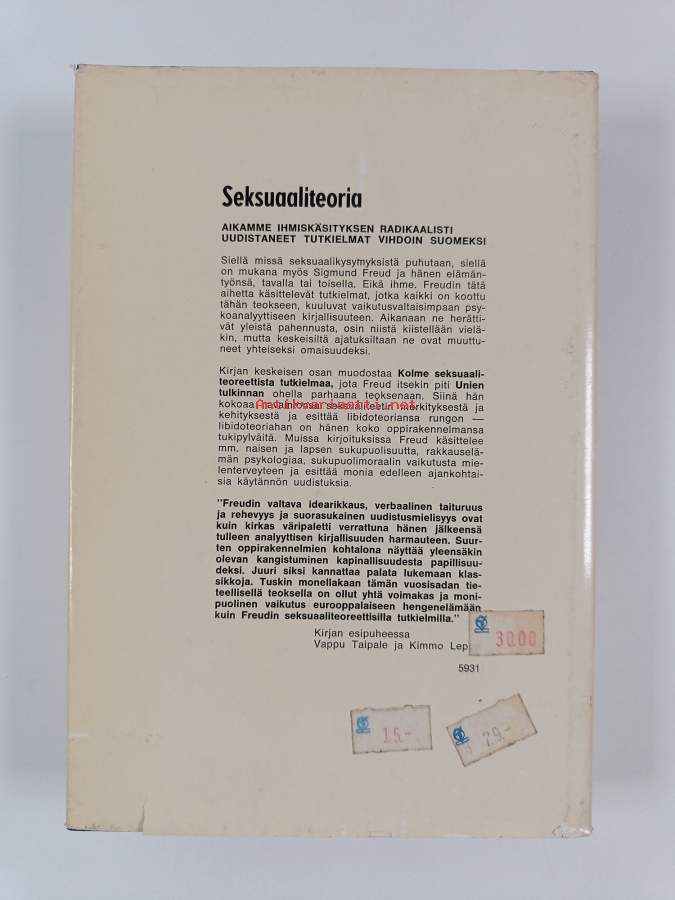 Seksuaaliteoria
AIKAMME IHMISKÄSITYKSEN RADIKAALISTI
UUDISTANEET TUTKIELMAT VIHDOIN SUOMEKSI
Siellä missä seksuaalikysymyksistä puhutaan, siellä
on mukana myös Sigmund Freud ja hänen elämän-
työnsä, tavalla tai toisella. Eikä ihme. Freudin tätä
aihetta käsittelevät tutkielmat, jotka kaikki on koottu
tähän teokseen, kuuluvat vaikutusvaltaisimpaan psy-
koanalyyttiseen kirjallisuuteen. Aikanaan ne herätti-
vät yleistä pahennusta, osin niistä kiistellään vielä-
kin, mutta keskeisiltä ajatuksiltaan ne ovat muuttu-
neet yhteiseksi omaisuudeksi.
Kirjan keskeisen osan muodostaa Kolme seksuaali-
teoreettista tutkielmaa, jota Freud itsekin piti Unien
tulkinnan ohella parhaana teoksenaan. Siinä hän
kokoaa havaintonsa seksualiteetin merkityksestä ja
kehityksestä ja esittää libidoteoriansa rungon —
libidoteoriahan on hänen koko oppirakennelmansa
tukipylväitä. Muissa kirjoituksissa Freud käsittelee
mm. naisen ja lapsen sukupuolisuutta, rakkauselä-
män psykologiaa, sukupuolimoraalin vaikutusta mie-
lenterveyteen ja esittää monia edelleen ajankohtai-
sia käytännön uudistuksia.
"Freudin valtava idearikkaus, verbaalinen taituruus
ja rehevyys ja suorasukainen uudistusmielisyys ovat
kuin kirkas väripaletti verrattuna hänen jälkeensä
tulleen analyyttisen kirjallisuuden harmauteen. Suur-
ten oppirakennelmien kohtalona näyttää yleensäkin
olevan kangistuminen kapinallisuudesta papillisuu-
deksi. Juuri siksi kannattaa palata lukemaan klas-
sikkoja. Tuskin monellakaan tämän vuosisadan tie-
teellisellä teoksella on ollut yhtä voimakas ja moni-
puolinen vaikutus eurooppalaiseen hengenelämään
kuin Freudin seksuaaliteoreettisilla tutkielmilla."
Kirjan esipuheessa
Vappu Taipale ja Kimmo Lep
5931
30.00
15.-
29.-